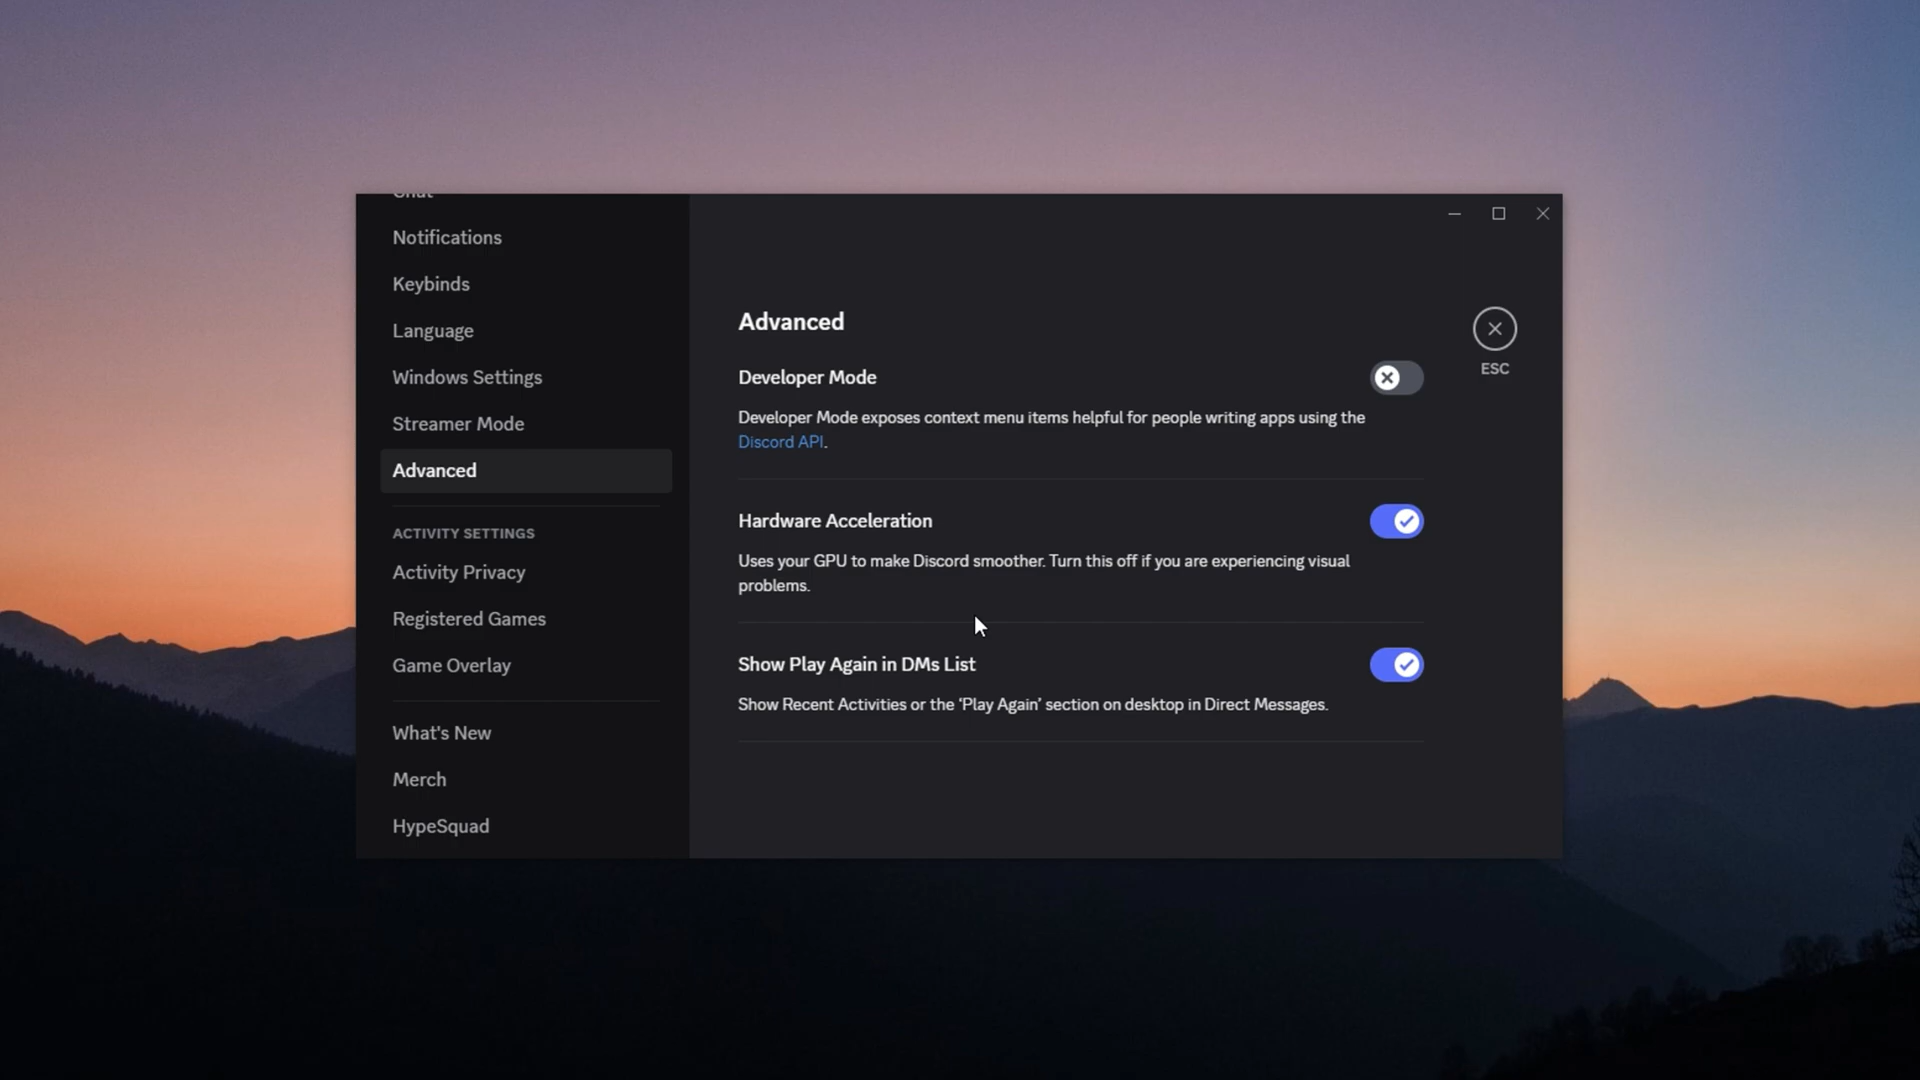 Chat
Notifications
Keybinds
Language
Windows Settings
Streamer Mode
Advanced
ACTIVITY SETTINGS
Activity Privacy
Registered Games
Game Overlay
What's New
Merch
HypeSquad
Advanced
Developer Mode
Developer Mode exposes context menu items helpful for people writing apps using the
Discord API.
Hardware Acceleration
Uses your GPU to make Discord smoother. Turn this off if you are experiencing visual
problems.
Show Play Again in DMs List
Show Recent Activities or the ‘Play Again’ section on desktop in Direct Messages.
ESC